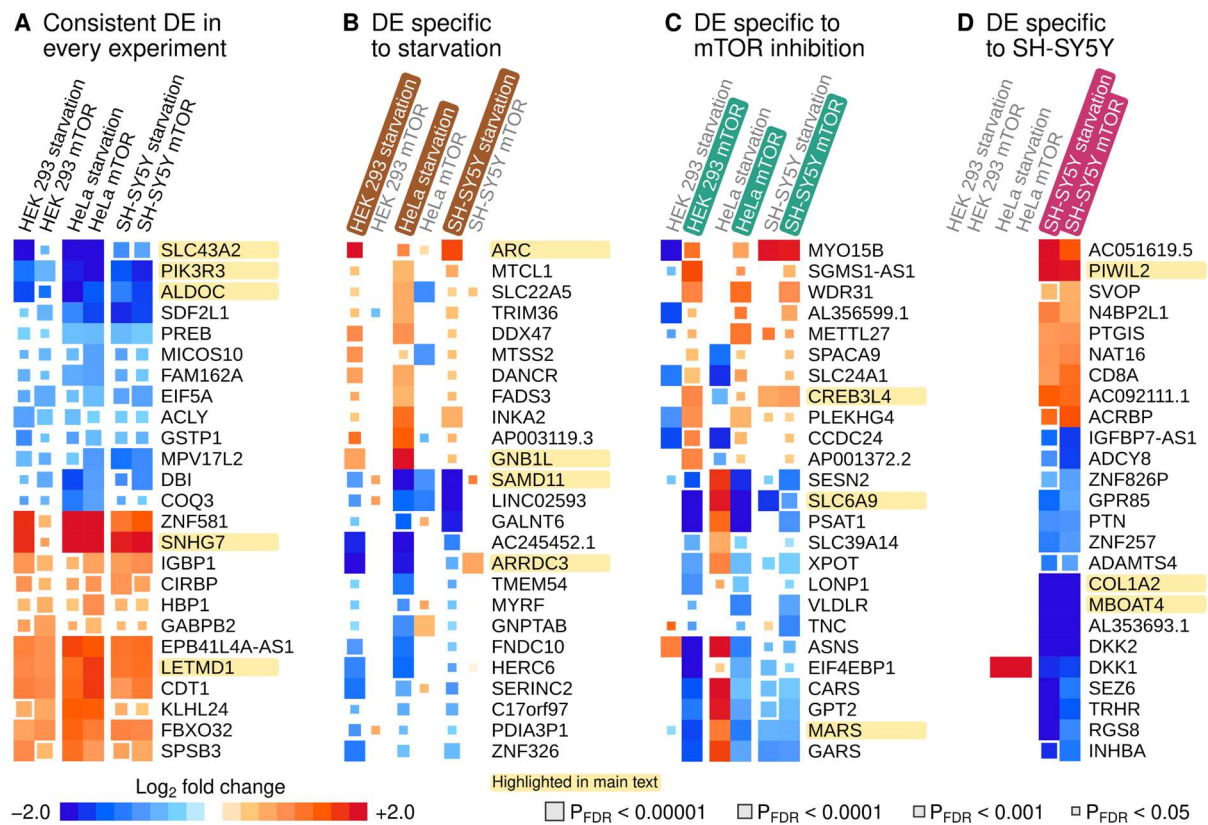 A Consistent DE in
every experiment
HEK 293 starvation
HEK 293 mTOR
HeLa starvation
HeLa mTOR
SH-SY5Y starvation
SH-SY5Y mTOR
SLC43A2
PIK3R3
ALDOC
SDF2L1
PREB
MICOS10
FAM162A
EIF5A
ACLY
GSTP1
MPV17L2
DBI
COQ3
ZNF581
SNHG7
IGBP1
CIRBP
HBP1
GABPB2
EPB41L4A-AS1
LETMD1
CDT1
KLHL24
FBXO32
SPSB3
B DE specific
to starvation
HEK 293 starvation
HEK 293 mTOR
HeLa starvation
HeLa mTOR
SH-SY5Y starvation
SH-SY5Y mTOR
ARC
MTCL1
SLC22A5
TRIM36
DDX47
MTSS2
DANCR
FADS3
INKA2
AP003119.3
GNB1L
SAMD11
LINC02593
GALNT6
AC245452.1
ARRDC3
TMEM54
MYRF
GNPTAB
FNDC10
HERC6
SERINC2
C17orf97
PDIA3P1
ZNF326
C DE specific to
mTOR inhibition
HEK 293 starvation
HEK 293 mTOR
HeLa starvation
HeLa mTOR
SH-SY5Y starvation
SH-SY5Y mTOR
MYO15B
SGMS1-AS1
WDR31
AL356599.1
METTL27
SPACA9
SLC24A1
CREB3L4
PLEKHG4
CCDC24
AP001372.2
SESN2
SLC6A9
PSAT1
SLC39A14
XPOT
LONP1
VLDLR
TNC
ASNS
EIF4EBP1
CARS
GPT2
MARS
GARS
D DE specific
to SH-SY5Y
HEK 293 starvation
HEK 293 mTOR
HeLa starvation
HeLa mTOR
SH-SY5Y starvation
SH-SY5Y mTOR
AC051619.5
PIWIL2
SVOP
N4BP2L1
PTGIS
NAT16
CD8A
AC092111.1
ACRBP
IGFBP7-AS1
ADCY8
ZNF826P
GPR85
PTN
ZNF257
ADAMTS4
COL1A2
MBOAT4
AL353693.1
DKK2
DKK1
SEZ6
TRHR
RGS8
INHBA
Log2 fold change
−2.0 +2.0
Highlighted in main text
PFDR < 0.00001
PFDR < 0.0001
PFDR < 0.001
PFDR < 0.05